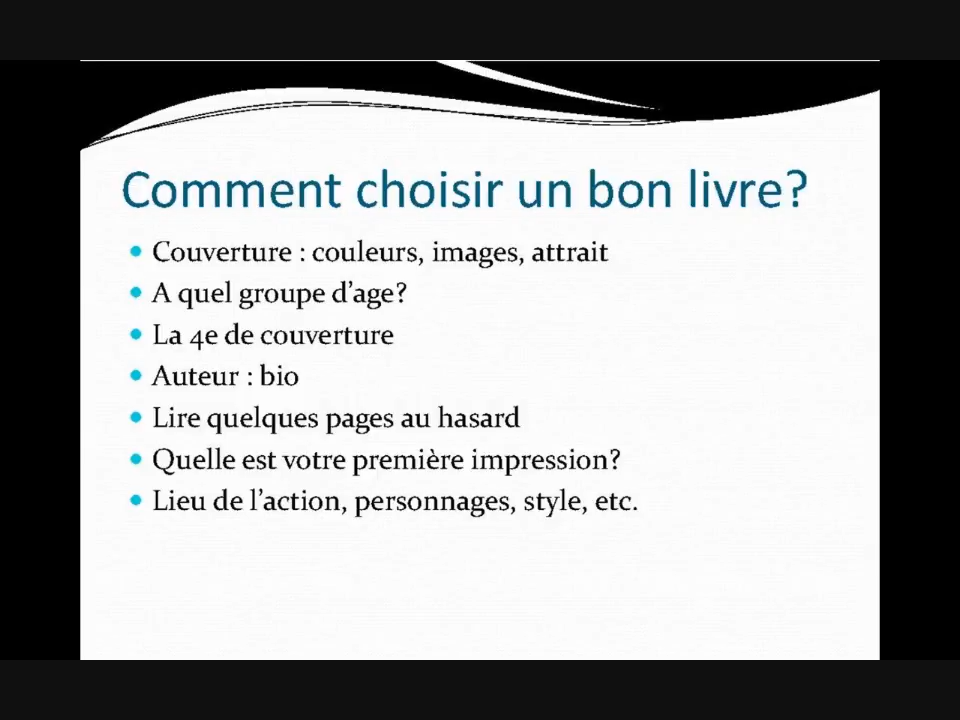 Comment choisir un bon livre?
Couverture : couleurs, images, attrait
A quel groupe d’age?
La 4e de couverture
Auteur : bio
Lire quelques pages au hasard
Quelle est votre première impression?
Lieu de l’action, personnages, style, etc.